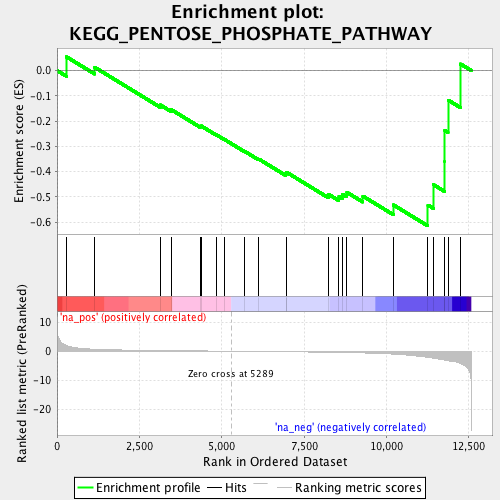 Enrichment plot:
KEGG_PENTOSE_PHOSPHATE_PATHWAY
Enrichment score (ES)
0.0
-0.1
-0.2
-0.3
-0.4
-0.5
-0.6
'na_pos' (positively correlated)
Ranked list metric (PreRanked)
10
5
0
-5
-10
-15
-20
Zero cross at 5289
'na_neg' (negatively correlated)
0
2,500
5,000
7,500
10,000
12,500
Rank in Ordered Dataset
Enrichment profile
Hits
Ranking metric scores